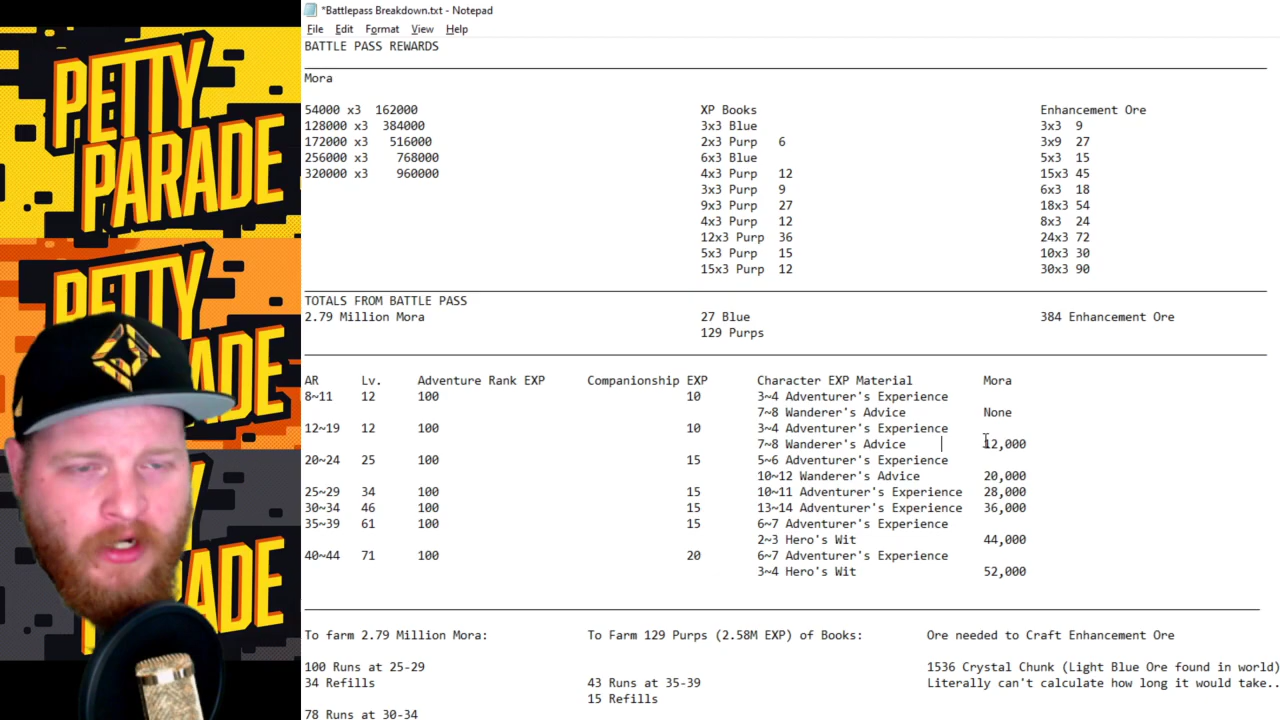 *Battlepass Breakdown.txt - Notepad
File Edit Format View Help
BATTLE PASS REWARDS
Mora
54000 x3 162000
128000 x3 384000
172000 x3 516000
256000 x3 768000
320000 x3 960000
XP Books
3x3 Blue
2x3 Purp 6
6x3 Blue
4x3 Purp 12
3x3 Purp 9
9x3 Purp 27
4x3 Purp 12
12x3 Purp 36
5x3 Purp 15
15x3 Purp 12
Enhancement Ore
3x3 9
3x9 27
5x3 15
15x3 45
6x3 18
18x3 54
8x3 24
24x3 72
10x3 30
30x3 90
TOTALS FROM BATTLE PASS
2.79 Million Mora 27 Blue 384 Enhancement Ore
129 Purps
AR Lv. Adventure Rank EXP Companionship EXP Character EXP Material Mora
8~11 12 100 10 3~4 Adventurer's Experience
7~8 Wanderer's Advice None
12~19 12 100 10 3~4 Adventurer's Experience
7~8 Wanderer's Advice 12,000
20~24 25 100 15 5~6 Adventurer's Experience
10~12 Wanderer's Advice 20,000
25~29 34 100 15 10~11 Adventurer's Experience 28,000
30~34 46 100 15 13~14 Adventurer's Experience 36,000
35~39 61 100 15 6~7 Adventurer's Experience
2~3 Hero's Wit 44,000
40~44 71 100 20 6~7 Adventurer's Experience
3~4 Hero's Wit 52,000
To farm 2.79 Million Mora:
100 Runs at 25-29
34 Refills
78 Runs at 30-34
To Farm 129 Purps (2.58M EXP) of Books:
43 Runs at 35-39
15 Refills
Ore needed to Craft Enhancement Ore
1536 Crystal Chunk (Light Blue Ore found in world)
Literally can't calculate how long it would take..
PETTY
PARADE
PETTY
PARADE